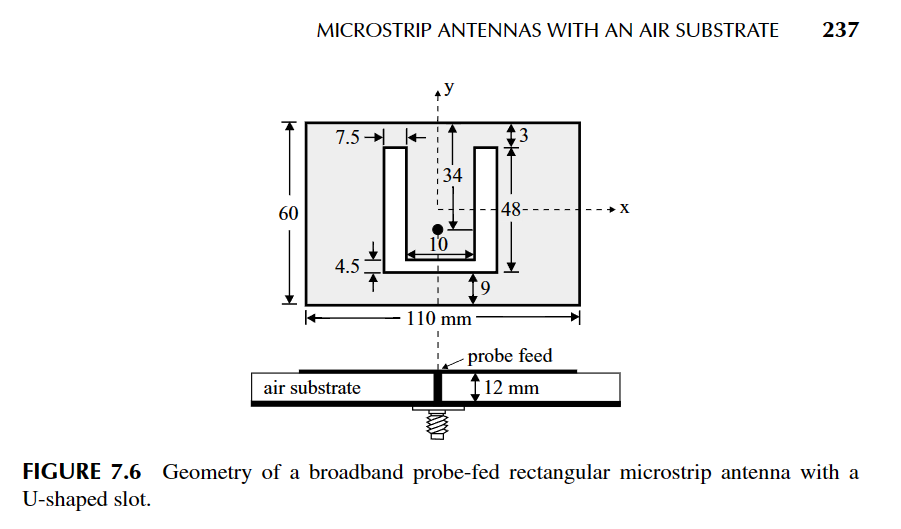 MICROSTRIP ANTENNAS WITH AN AIR SUBSTRATE 237
y
7.5
3
34
60
48
x
10
4.5
9
110 mm
probe feed
air substrate
12 mm
FIGURE 7.6 Geometry of a broadband probe-fed rectangular microstrip antenna with a
U-shaped slot.